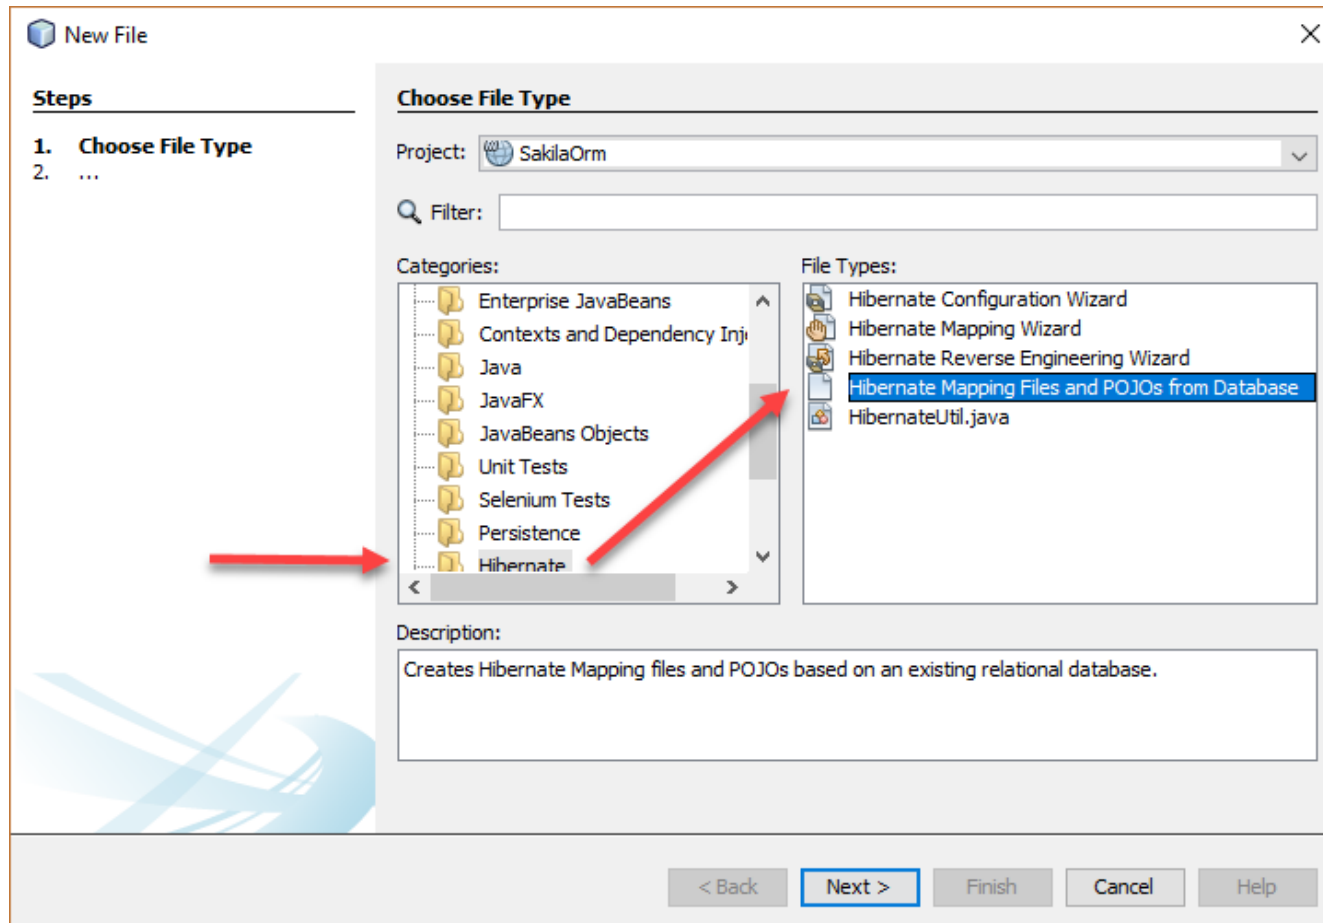 New File
Steps
1. Choose File Type
2. ...
Choose File Type
Project: SakilaOrm
Filter:
Categories:
Enterprise JavaBeans
Contexts and Dependency Inj
Java
JavaFX
JavaBeans Objects
Unit Tests
Selenium Tests
Persistence
Hibernate
File Types:
Hibernate Configuration Wizard
Hibernate Mapping Wizard
Hibernate Reverse Engineering Wizard
Hibernate Mapping Files and POJOs from Database
HibernateUtil.java
Description:
Creates Hibernate Mapping files and POJOs based on an existing relational database.
< Back Next > Finish Cancel Help